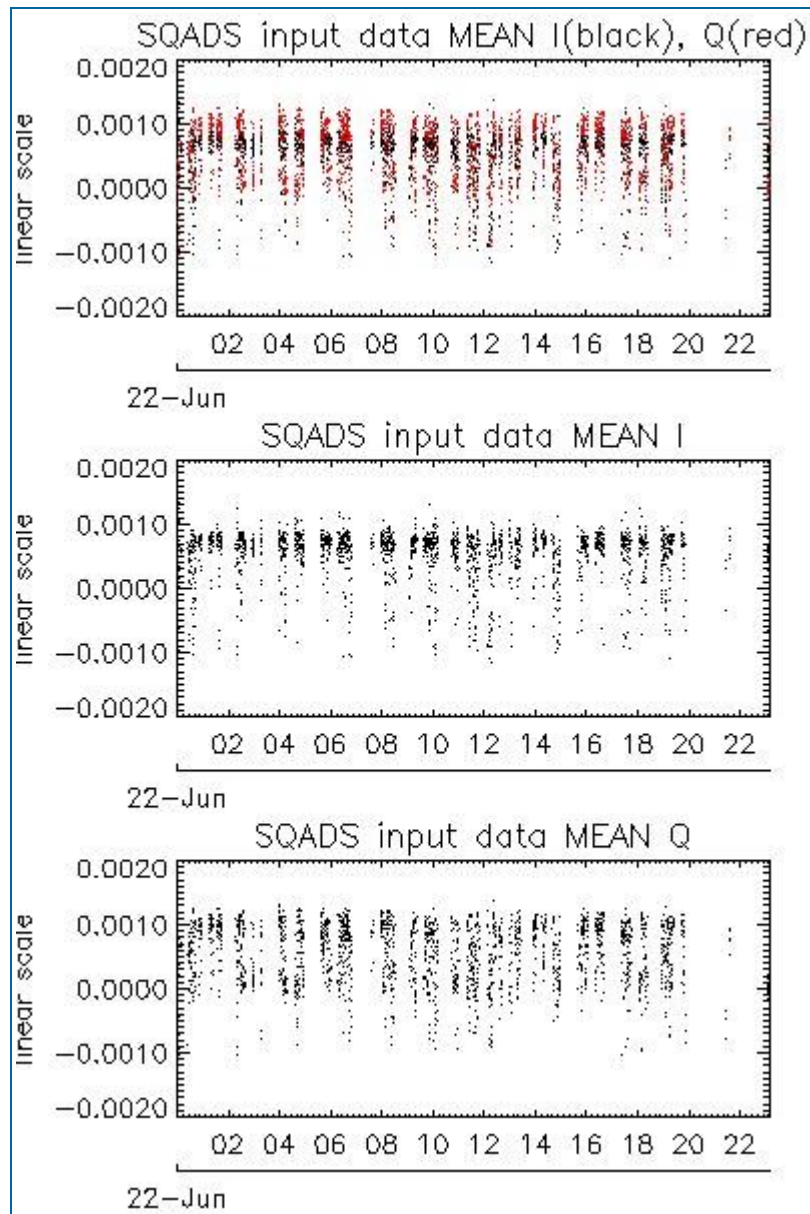 SQADS input data MEAN I(black), Q(red)
0.0020
0.0010
0.0000
−0.0010
−0.0020
linear scale
02 04 06 08 10 12 14 16 18 20 22
22-Jun
SQADS input data MEAN I
0.0020
0.0010
0.0000
−0.0010
−0.0020
linear scale
02 04 06 08 10 12 14 16 18 20 22
22-Jun
SQADS input data MEAN Q
0.0020
0.0010
0.0000
−0.0010
−0.0020
linear scale
02 04 06 08 10 12 14 16 18 20 22
22-Jun